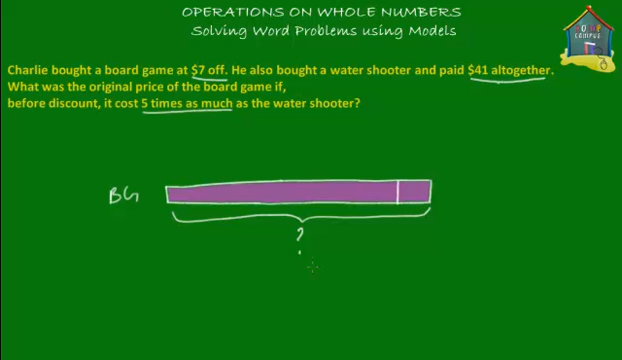 OPERATIONS ON WHOLE NUMBERS
Solving Word Problems using Models
HOME
CAMPUS
Charlie bought a board game at $7 off. He also bought a water shooter and paid $41 altogether.
What was the original price of the board game if,
before discount, it cost 5 times as much as the water shooter?
BG
?